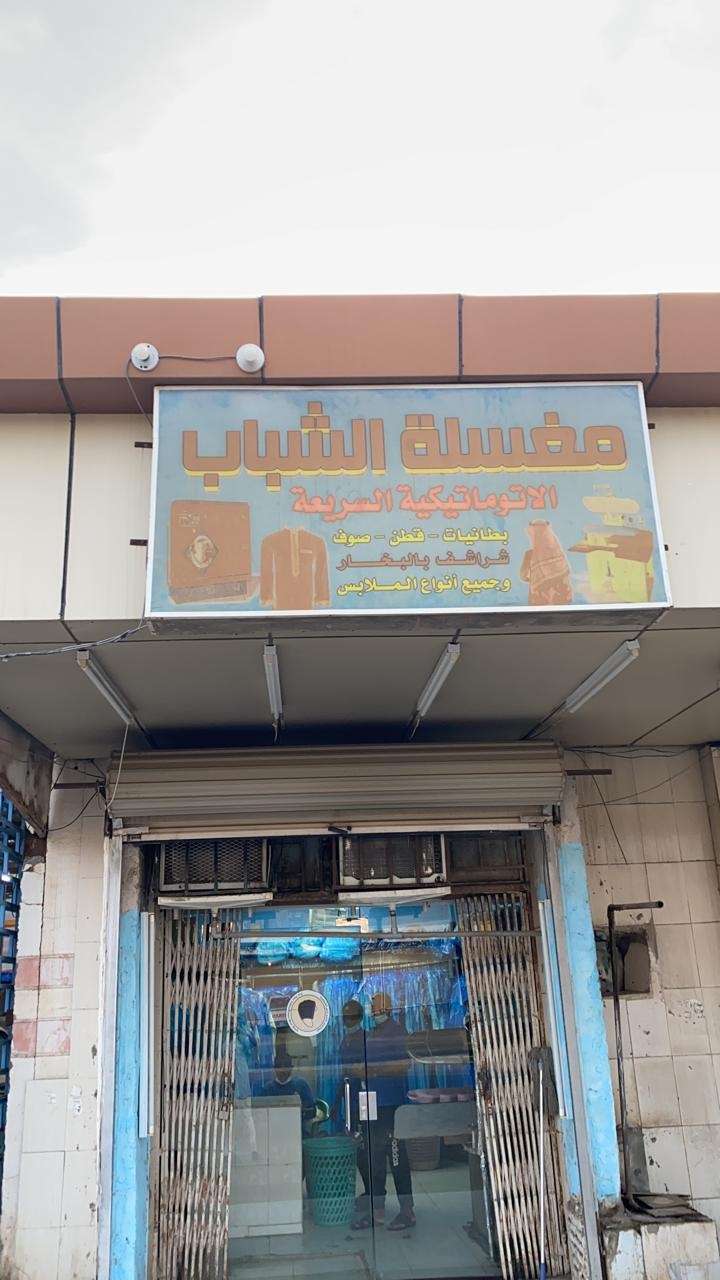 مغسلة الشباب
الاتوماتيكية السريعة
بطانيات - قطن - صوف
شراشف بالبخار
وجميع أنواع الملابس